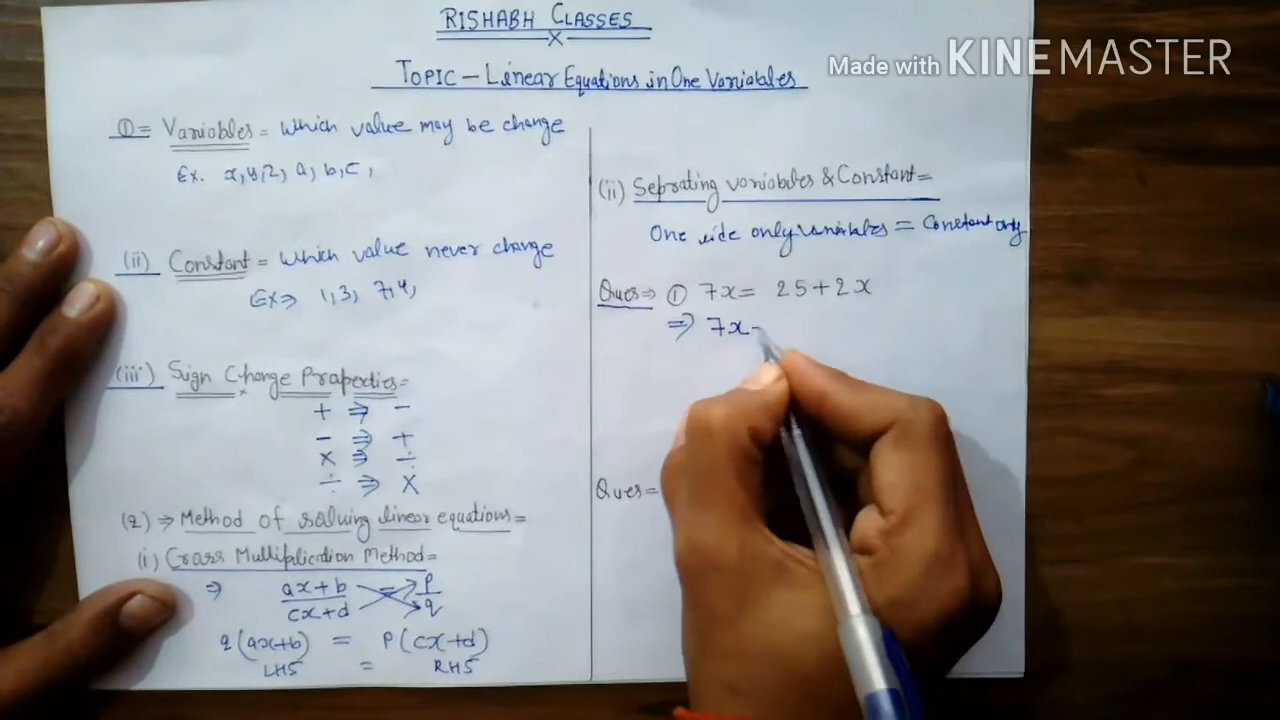 RISHABH CLASSES
Made with KINEMASTER
TOPIC - Linear Equations in One Variables
①= Variables = Which value may be change
Ex. x, y, z, a, b, c,
(ii) Constant = Which value never change
Ex⇒ 1, 3, 7, 4,
(iii) Sign Change Properties=
+ ⇒ -
- ⇒ +
× ⇒ ÷
÷ ⇒ ×
(2) ⇒ Method of solving linear equations=
(i) Cross Multiplication Method=
⇒ ax+b/cx+d = p/q
q(ax+b) = p(cx+d)
LHS = RHS
(ii) Seprating variables & Constant=
One side only variables = Constant only
Ques⇒ ① 7x = 25+2x
⇒ 7x-
Ques=